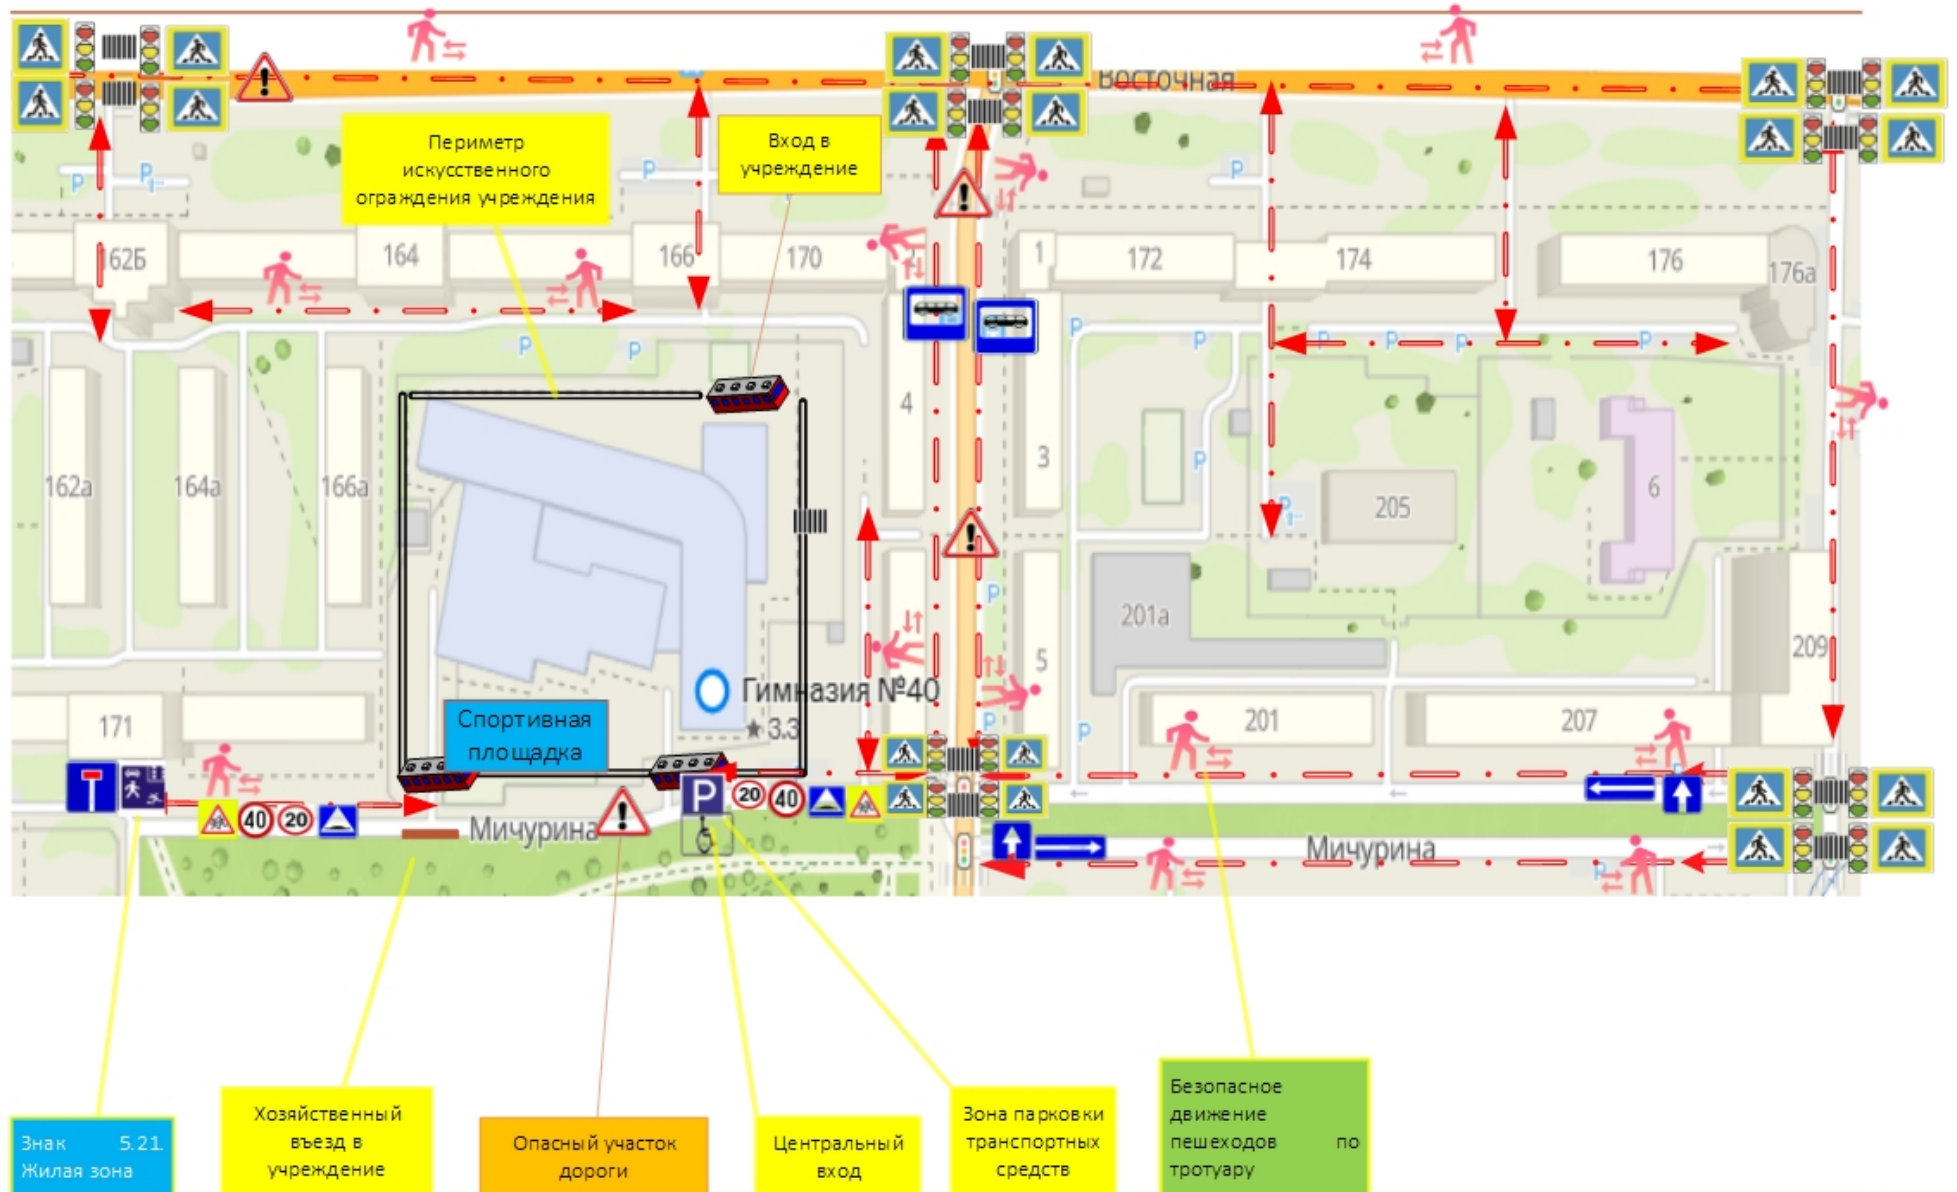 Восточная
Периметр
искусственного
ограждения учреждения
Вход в
учреждение
P
P
P
P
162Б
164
166
170
2
1
172
174
176
176а
P
P
P
P
P
P
P
P
4
3
162а
164а
166а
P
P
205
6
P
201а
5
209
Гимназия №40
3.3
P
P
171
201
207
Спортивная
площадка
40
20
P
20
40
Мичурина
Мичурина
P
Знак 5.21.
Жилая зона
Хозяйственный
въезд в
учреждение
Опасный участок
дороги
Центральный
вход
Зона парковки
транспортных
средств
Безопасное
движение
пешеходов по
тротуару